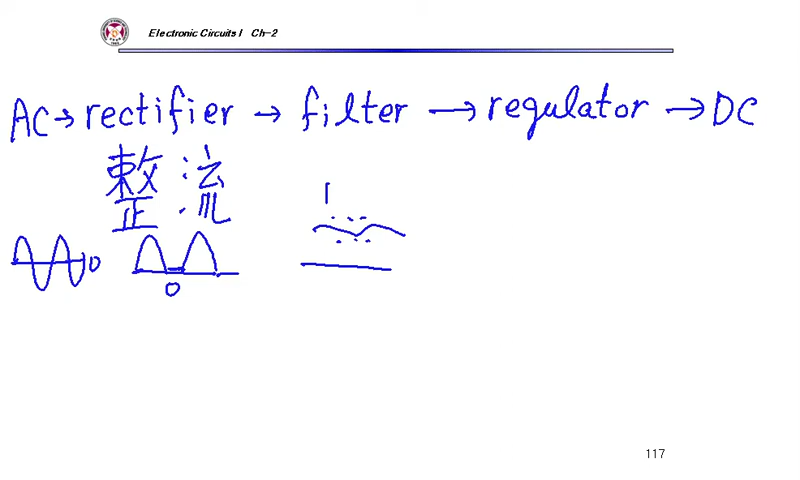 Electronic Circuits I Ch-2
AC → rectifier → filter → regulator → DC
整流
0
0
117